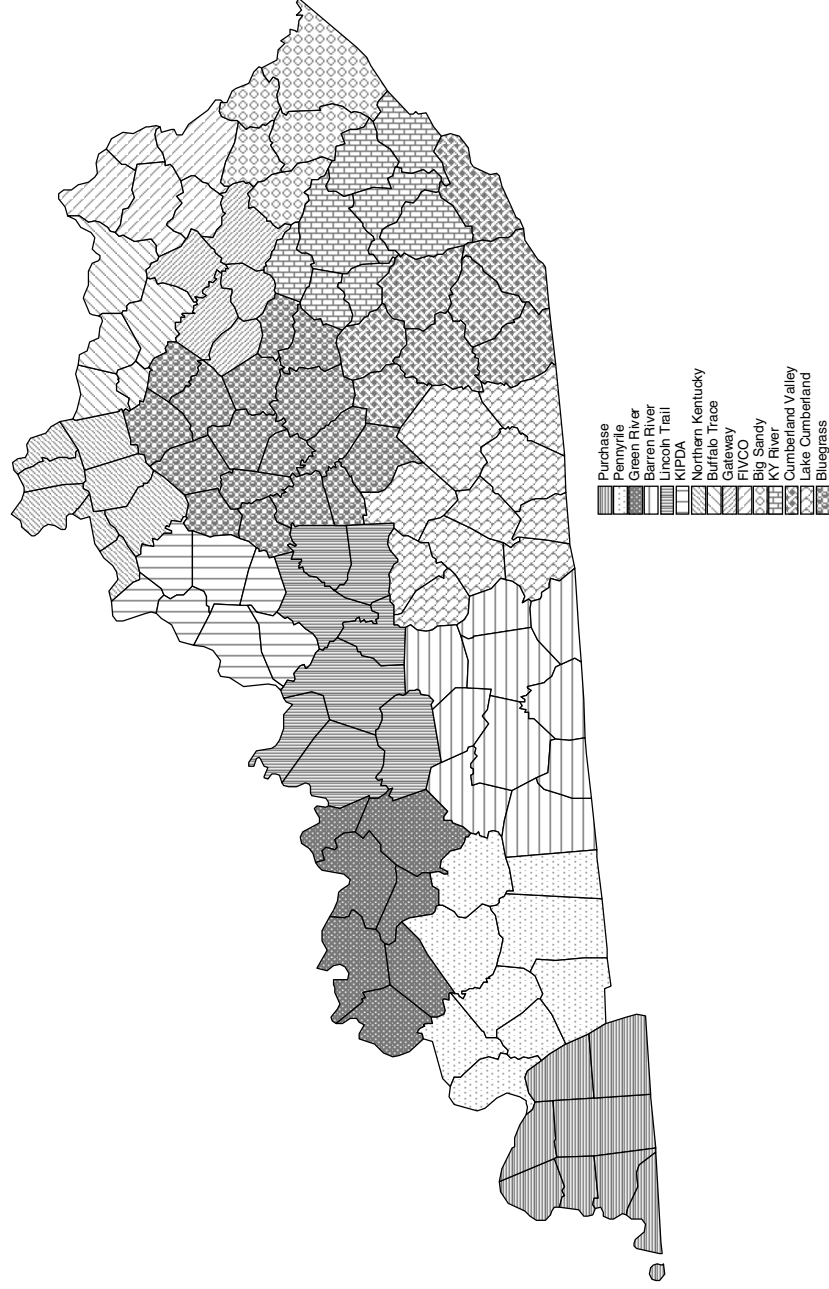 Purchase
Pennyrile
Green River
Barren River
Lincoln Trail
KIPDA
Northern Kentucky
Buffalo Trace
Gateway
FIVCO
Big Sandy
KY River
Cumberland Valley
Lake Cumberland
Bluegrass